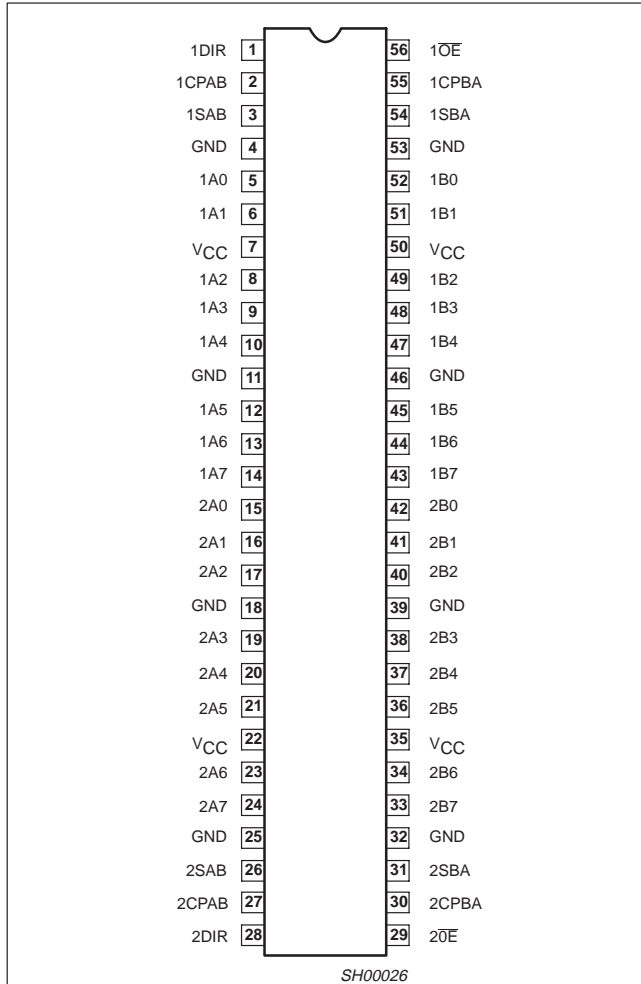 1DIR 1 56 1O̅E̅
1CPAB 2 55 1CPBA
1SAB 3 54 1SBA
GND 4 53 GND
1A0 5 52 1B0
1A1 6 51 1B1
VCC 7 50 VCC
1A2 8 49 1B2
1A3 9 48 1B3
1A4 10 47 1B4
GND 11 46 GND
1A5 12 45 1B5
1A6 13 44 1B6
1A7 14 43 1B7
2A0 15 42 2B0
2A1 16 41 2B1
2A2 17 40 2B2
GND 18 39 GND
2A3 19 38 2B3
2A4 20 37 2B4
2A5 21 36 2B5
VCC 22 35 VCC
2A6 23 34 2B6
2A7 24 33 2B7
GND 25 32 GND
2SAB 26 31 2SBA
2CPAB 27 30 2CPBA
2DIR 28 29 20̅E̅
SH00026